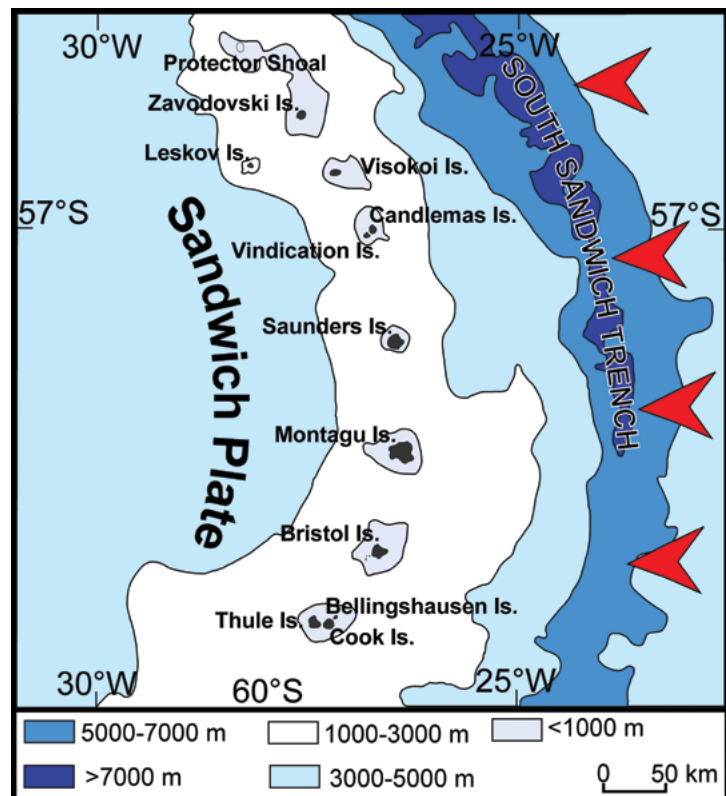 30°W
25°W
Protector Shoal
Zavodovski Is.
Leskov Is.
Visokoi Is.
57°S
Candlemas Is.
57°S
Vindication Is.
Saunders Is.
Montagu Is.
Bristol Is.
Bellingshausen Is.
Thule Is.
Cook Is.
Sandwich Plate
SOUTH SANDWICH TRENCH
30°W
60°S
25°W
5000-7000 m
1000-3000 m
<1000 m
>7000 m
3000-5000 m
0 50 km